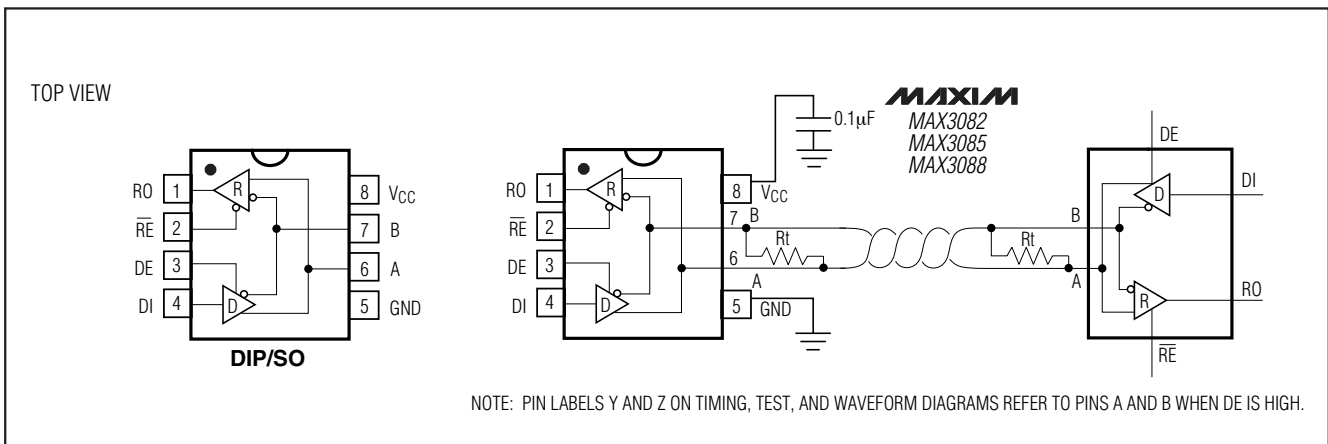 TOP VIEW
MAXIM
MAX3082
MAX3085
MAX3088
0.1µF
DE
RO 1
R
8 VCC
RE 2
7 B
DE 3
6 A
DI 4
D
5 GND
DIP/SO
RO 1
R
8
VCC
RE 2
7 B
Rt
DE 3
6
A
DI 4
D
5
GND
B
Rt
A
D
DI
R
RO
RE
NOTE: PIN LABELS Y AND Z ON TIMING, TEST, AND WAVEFORM DIAGRAMS REFER TO PINS A AND B WHEN DE IS HIGH.